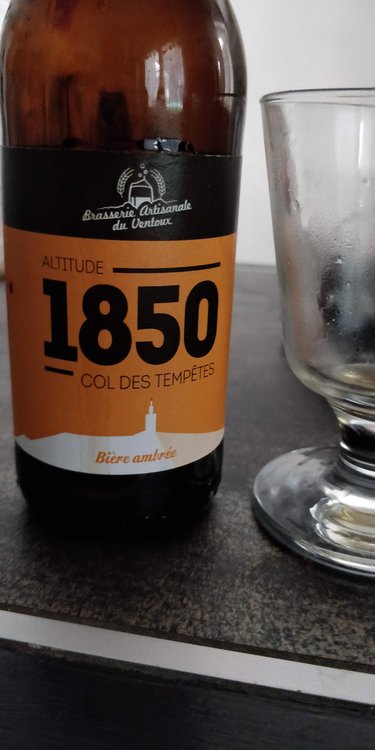 Brasserie Artisanale
du Ventoux
ALTITUDE
1850
COL DES TEMPÊTES
Bière ambrée